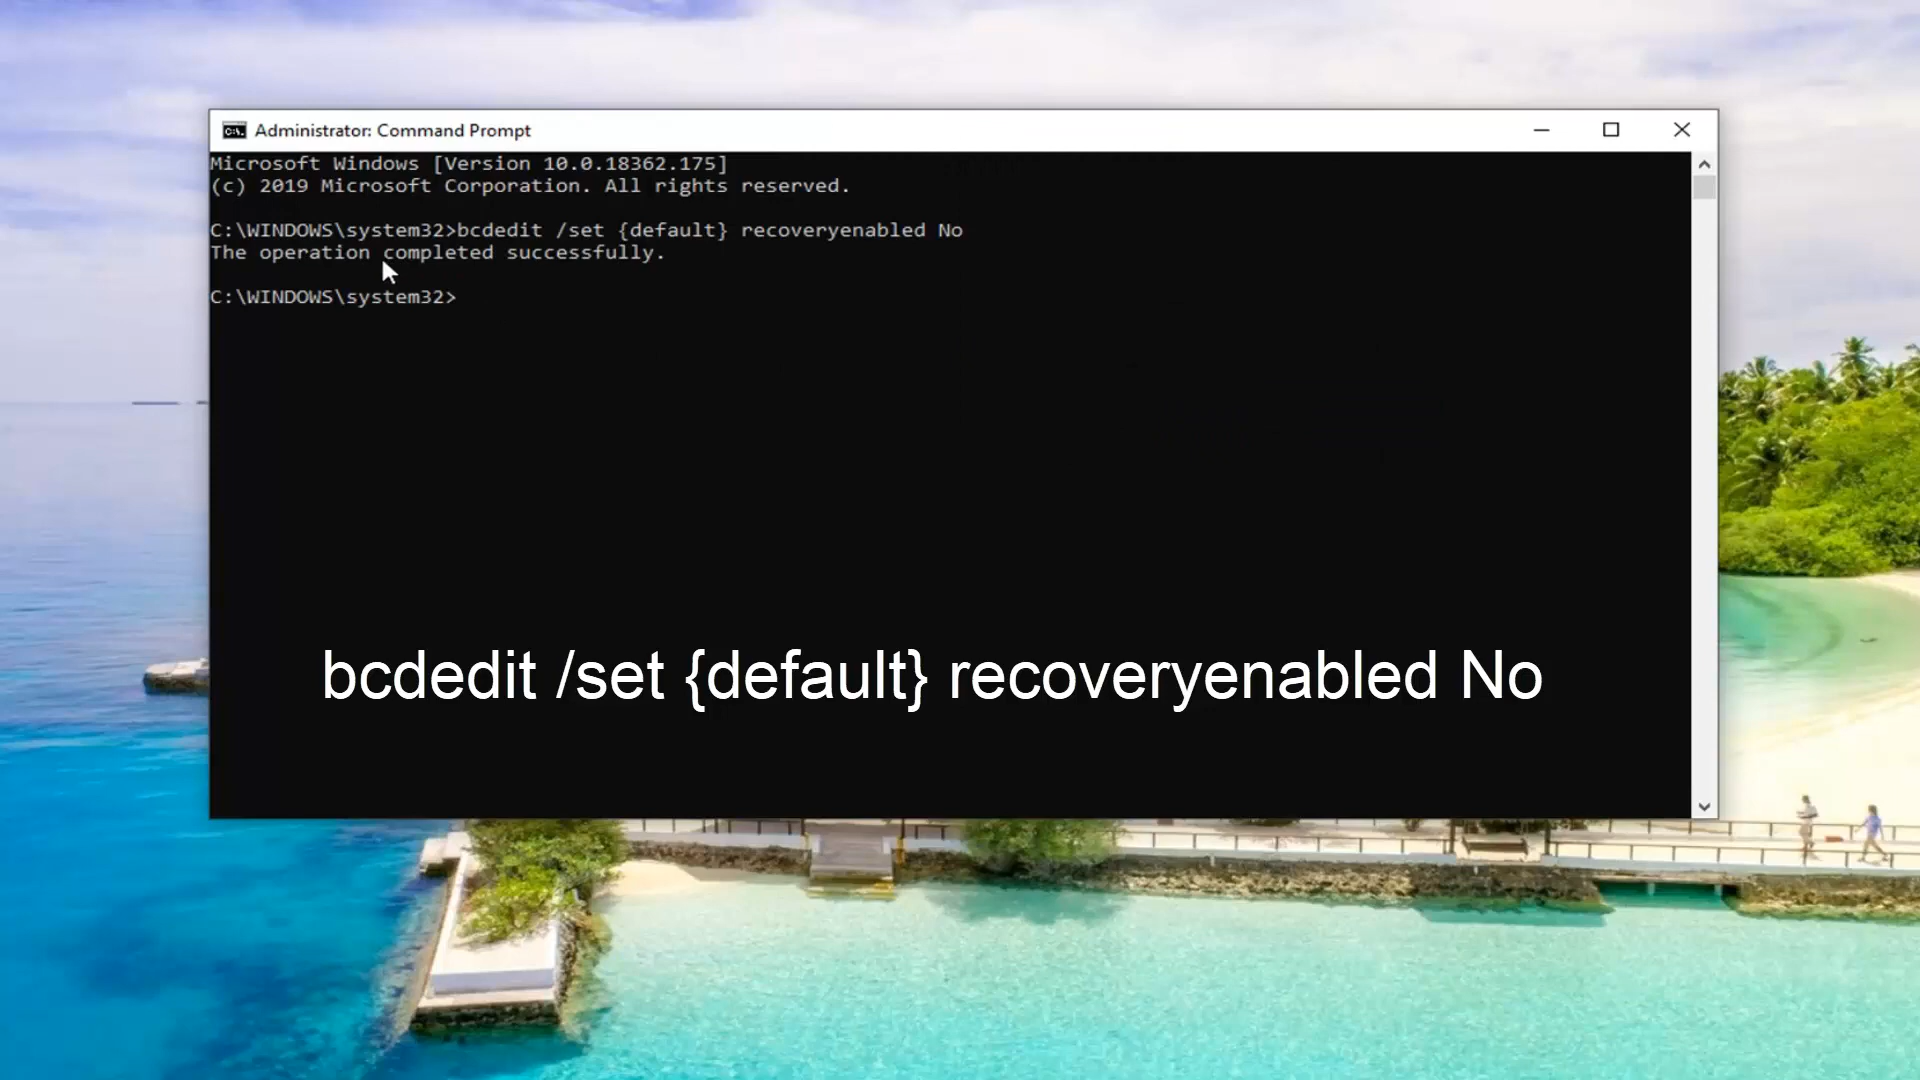 Administrator: Command Prompt
Microsoft Windows [Version 10.0.18362.175]
(c) 2019 Microsoft Corporation. All rights reserved.
C:\WINDOWS\system32>bcdedit /set {default} recoveryenabled No
The operation completed successfully.
C:\WINDOWS\system32>
bcdedit /set {default} recoveryenabled No